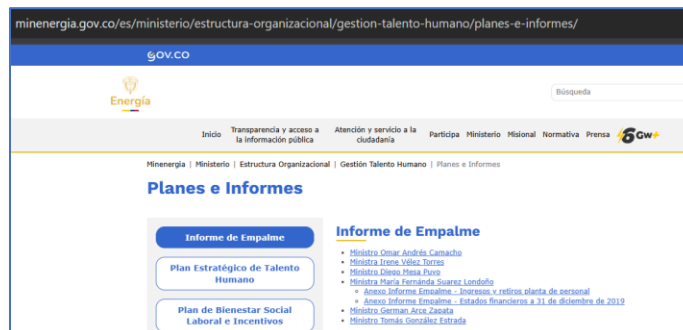 minenergia.gov.co/es/ministerio/estructura-organizacional/gestion-talento-humano/planes-e-informes/
GOV.CO
Energía
Búsqueda
Inicio Transparencia y acceso a la información pública Atención y servicio a la ciudadanía Participa Ministerio Misional Normativa Prensa 6GW+
Minenergia | Ministerio | Estructura Organizacional | Gestión Talento Humano | Planes e Informes
Planes e Informes
Informe de Empalme
Plan Estratégico de Talento
Humano
Plan de Bienestar Social
Laboral e Incentivos
Informe de Empalme
Ministro Omar Andrés Camacho
Ministra Irene Vélez Torres
Ministro Diego Mesa Puyo
Ministra María Fernánda Suarez Londoño
Anexo Informe Empalme - Ingresos y retiros planta de personal
Anexo Informe Empalme - Estados financieros a 31 de diciembre de 2019
Ministro German Arce Zapata
Ministro Tomás González Estrada